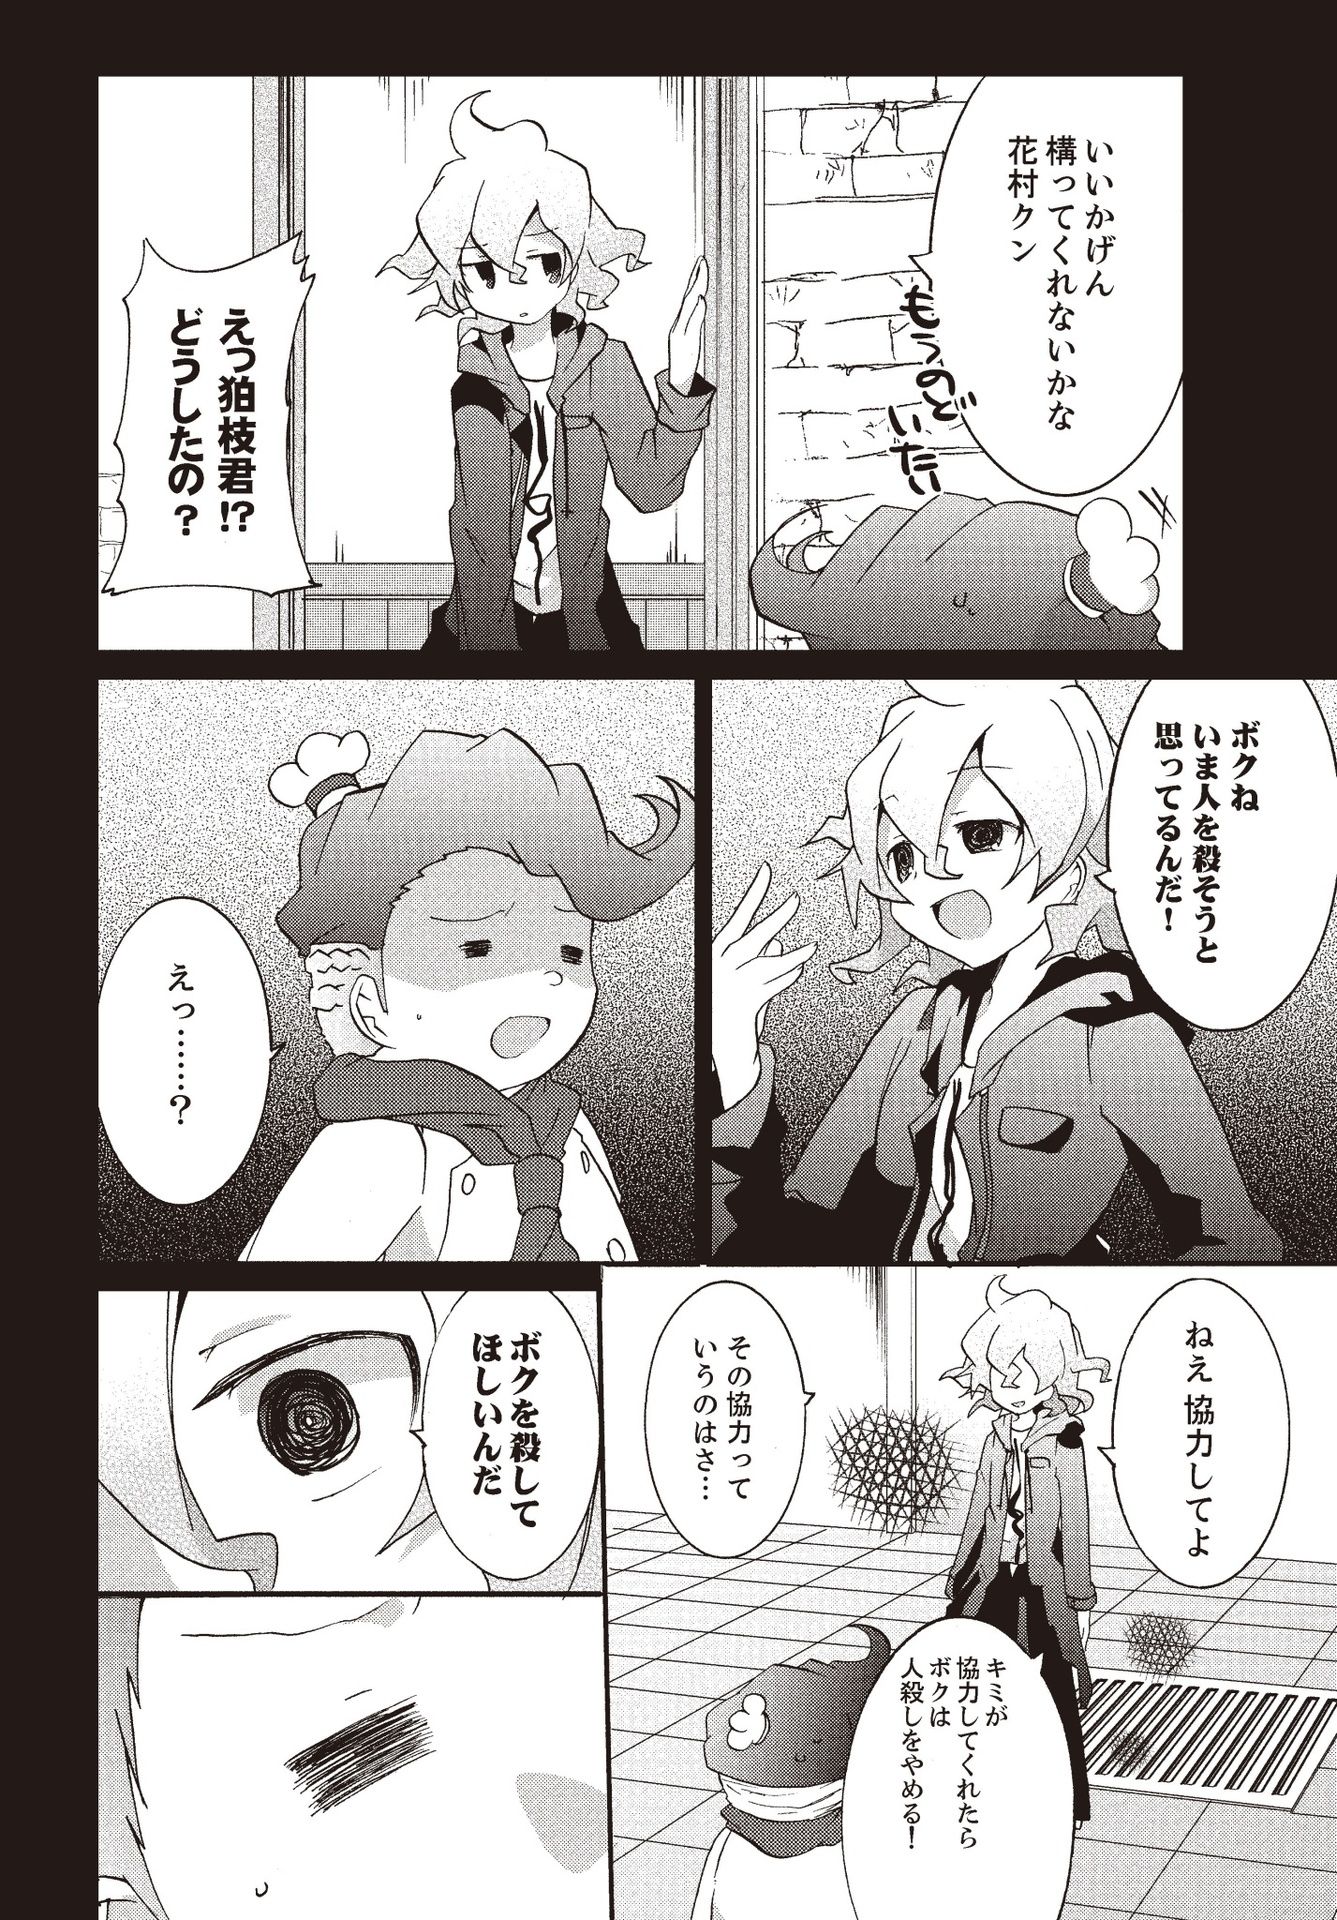 いいかげん
構ってくれないかな
花村クン
もうのど
いたい
えっ狛枝君!?
どうしたの?
ボクね
いま人を殺そうと
思ってるんだ!
えっ……?
ねえ 協力してよ
キミが
協力してくれたら
ボクは
人殺しをやめる!
その協力って
いうのはさ…
ボクを殺して
ほしいんだ